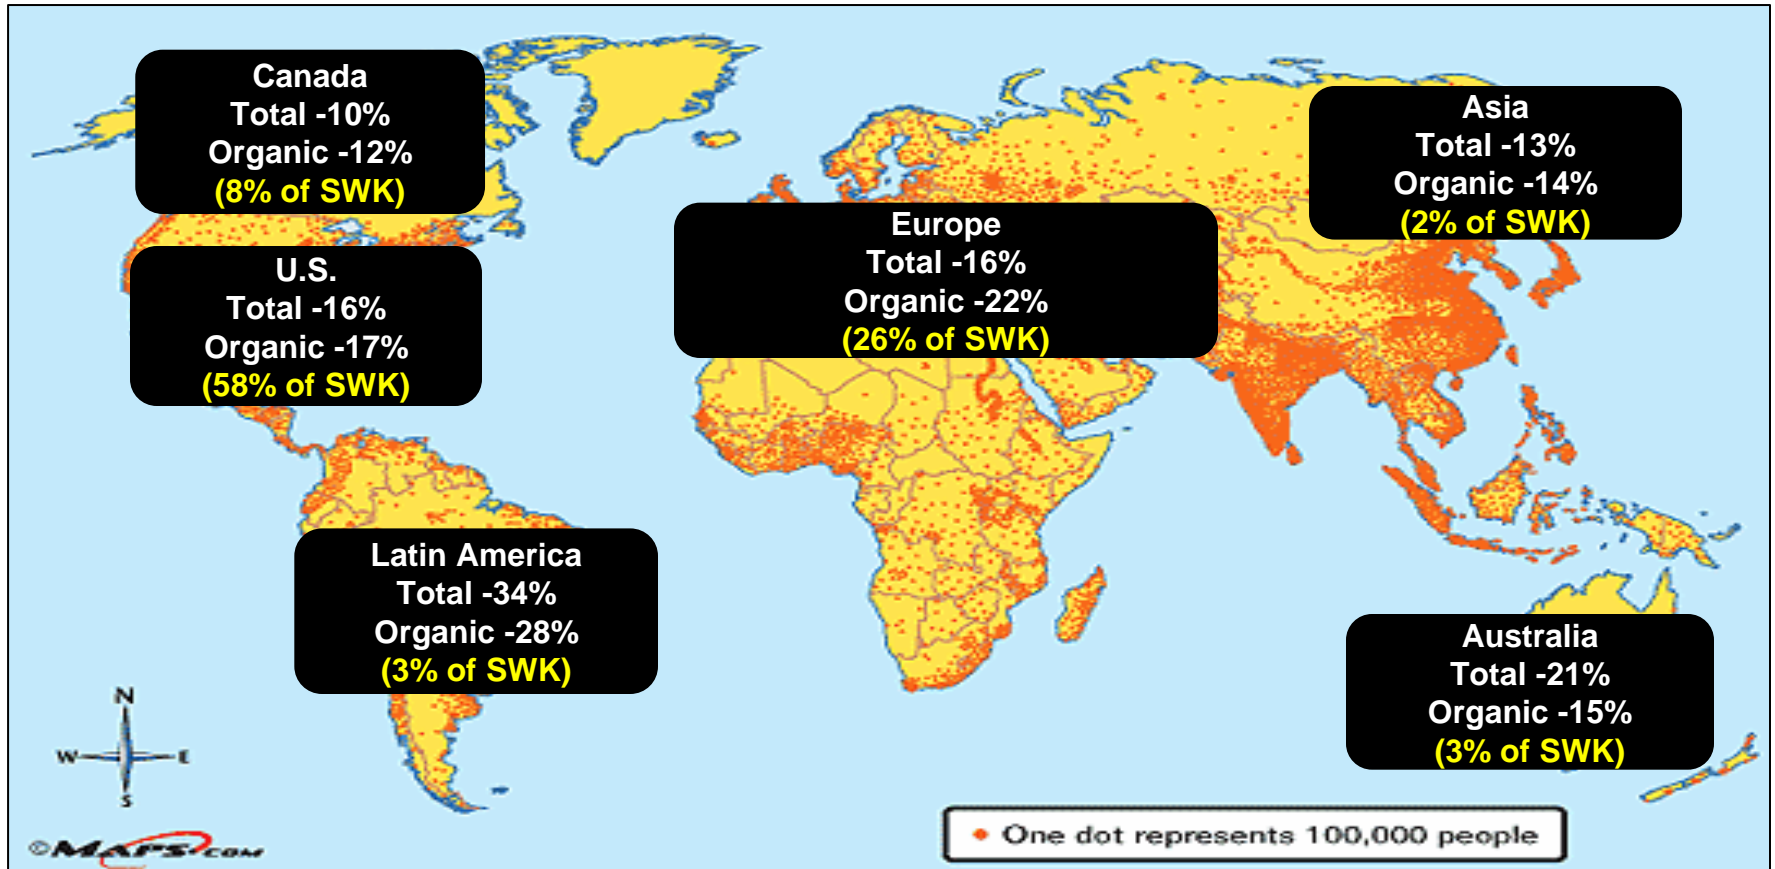 Canada
Total -10%
Organic -12%
(8% of SWK)
U.S.
Total -16%
Organic -17%
(58% of SWK)
Europe
Total -16%
Organic -22%
(26% of SWK)
Asia
Total -13%
Organic -14%
(2% of SWK)
Latin America
Total -34%
Organic -28%
(3% of SWK)
Australia
Total -21%
Organic -15%
(3% of SWK)
N
W E
S
©MAPS.COM
One dot represents 100,000 people